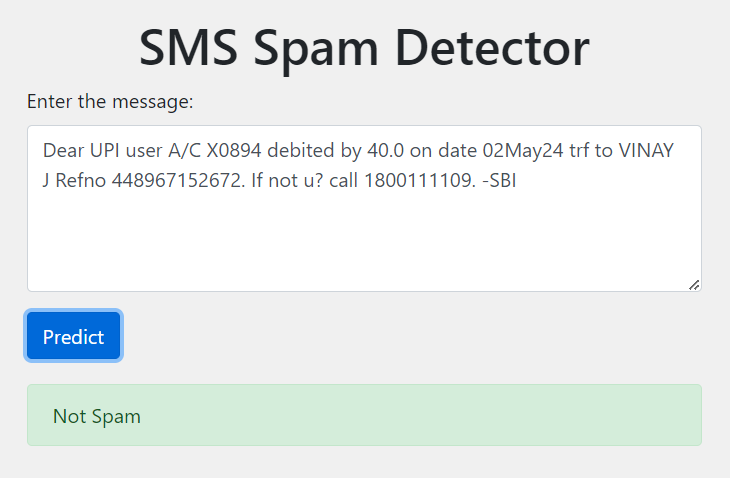 SMS Spam Detector
Enter the message:
Dear UPI user A/C X0894 debited by 40.0 on date 02May24 trf to VINAY
J Refno 448967152672. If not u? call 1800111109. -SBI
Predict
Not Spam